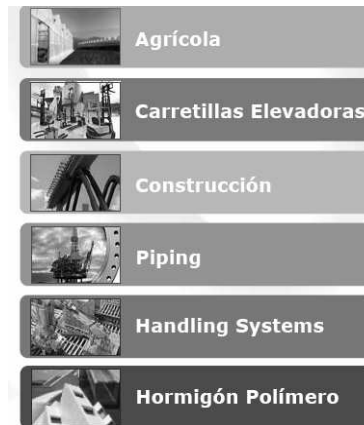 Agrícola
Carretillas Elevadoras
Construcción
Piping
Handling Systems
Hormigón Polímero